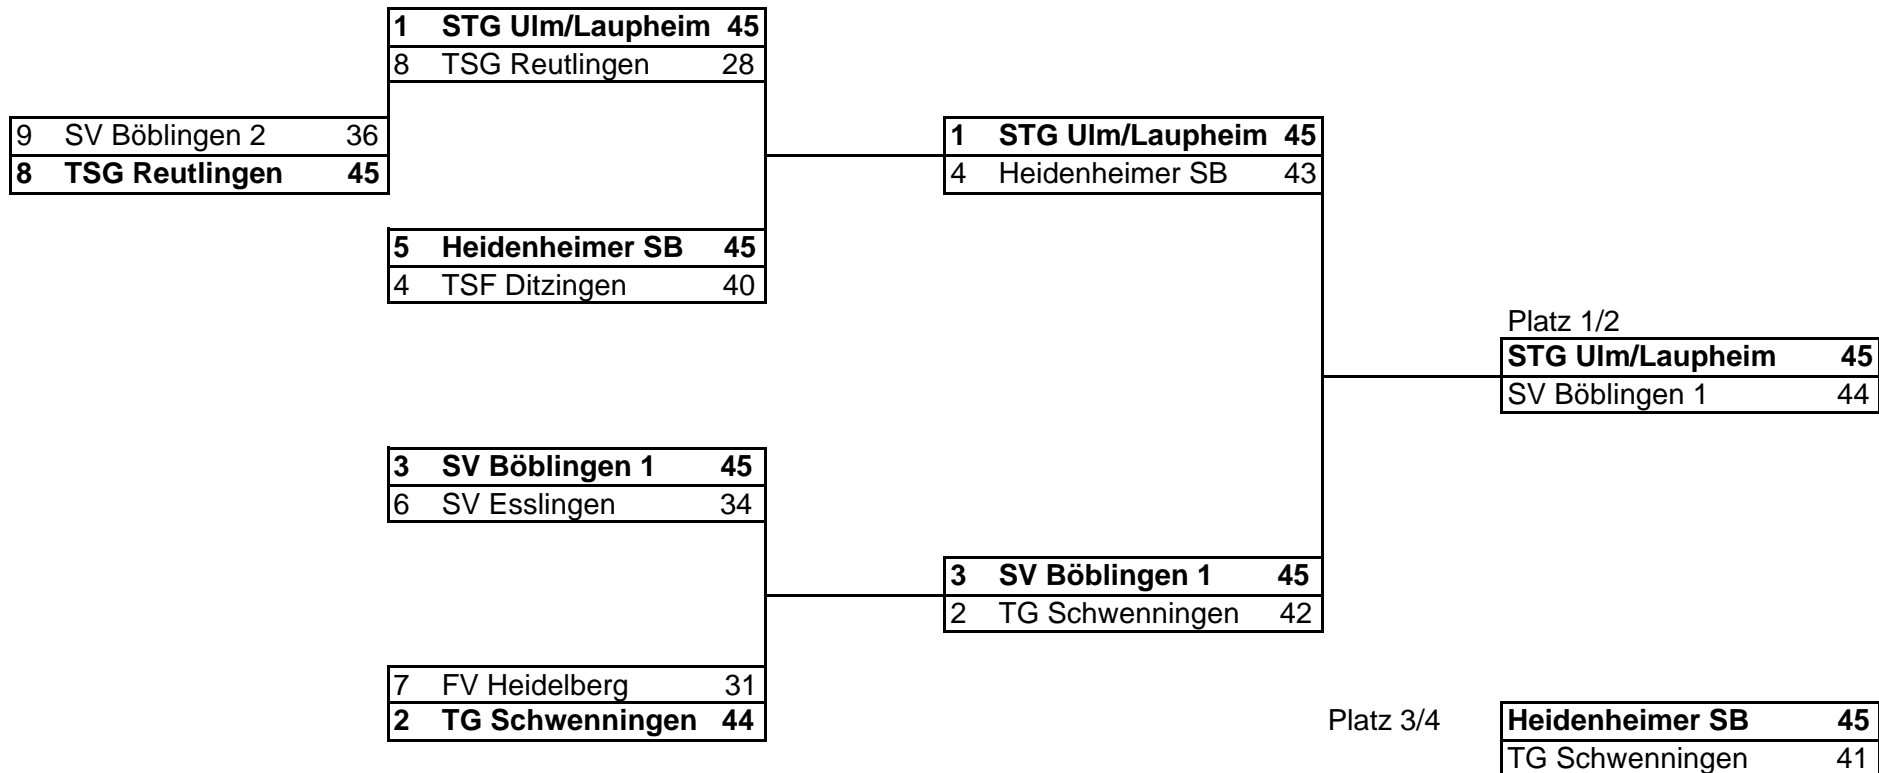 1 STG Ulm/Laupheim 45
8 TSG Reutlingen 28
9 SV Böblingen 2 36
8 TSG Reutlingen 45
1 STG Ulm/Laupheim 45
4 Heidenheimer SB 43
5 Heidenheimer SB 45
4 TSF Ditzingen 40
Platz 1/2
STG Ulm/Laupheim 45
SV Böblingen 1 44
3 SV Böblingen 1 45
6 SV Esslingen 34
3 SV Böblingen 1 45
2 TG Schwenningen 42
7 FV Heidelberg 31
2 TG Schwenningen 44
Platz 3/4
Heidenheimer SB 45
TG Schwenningen 41